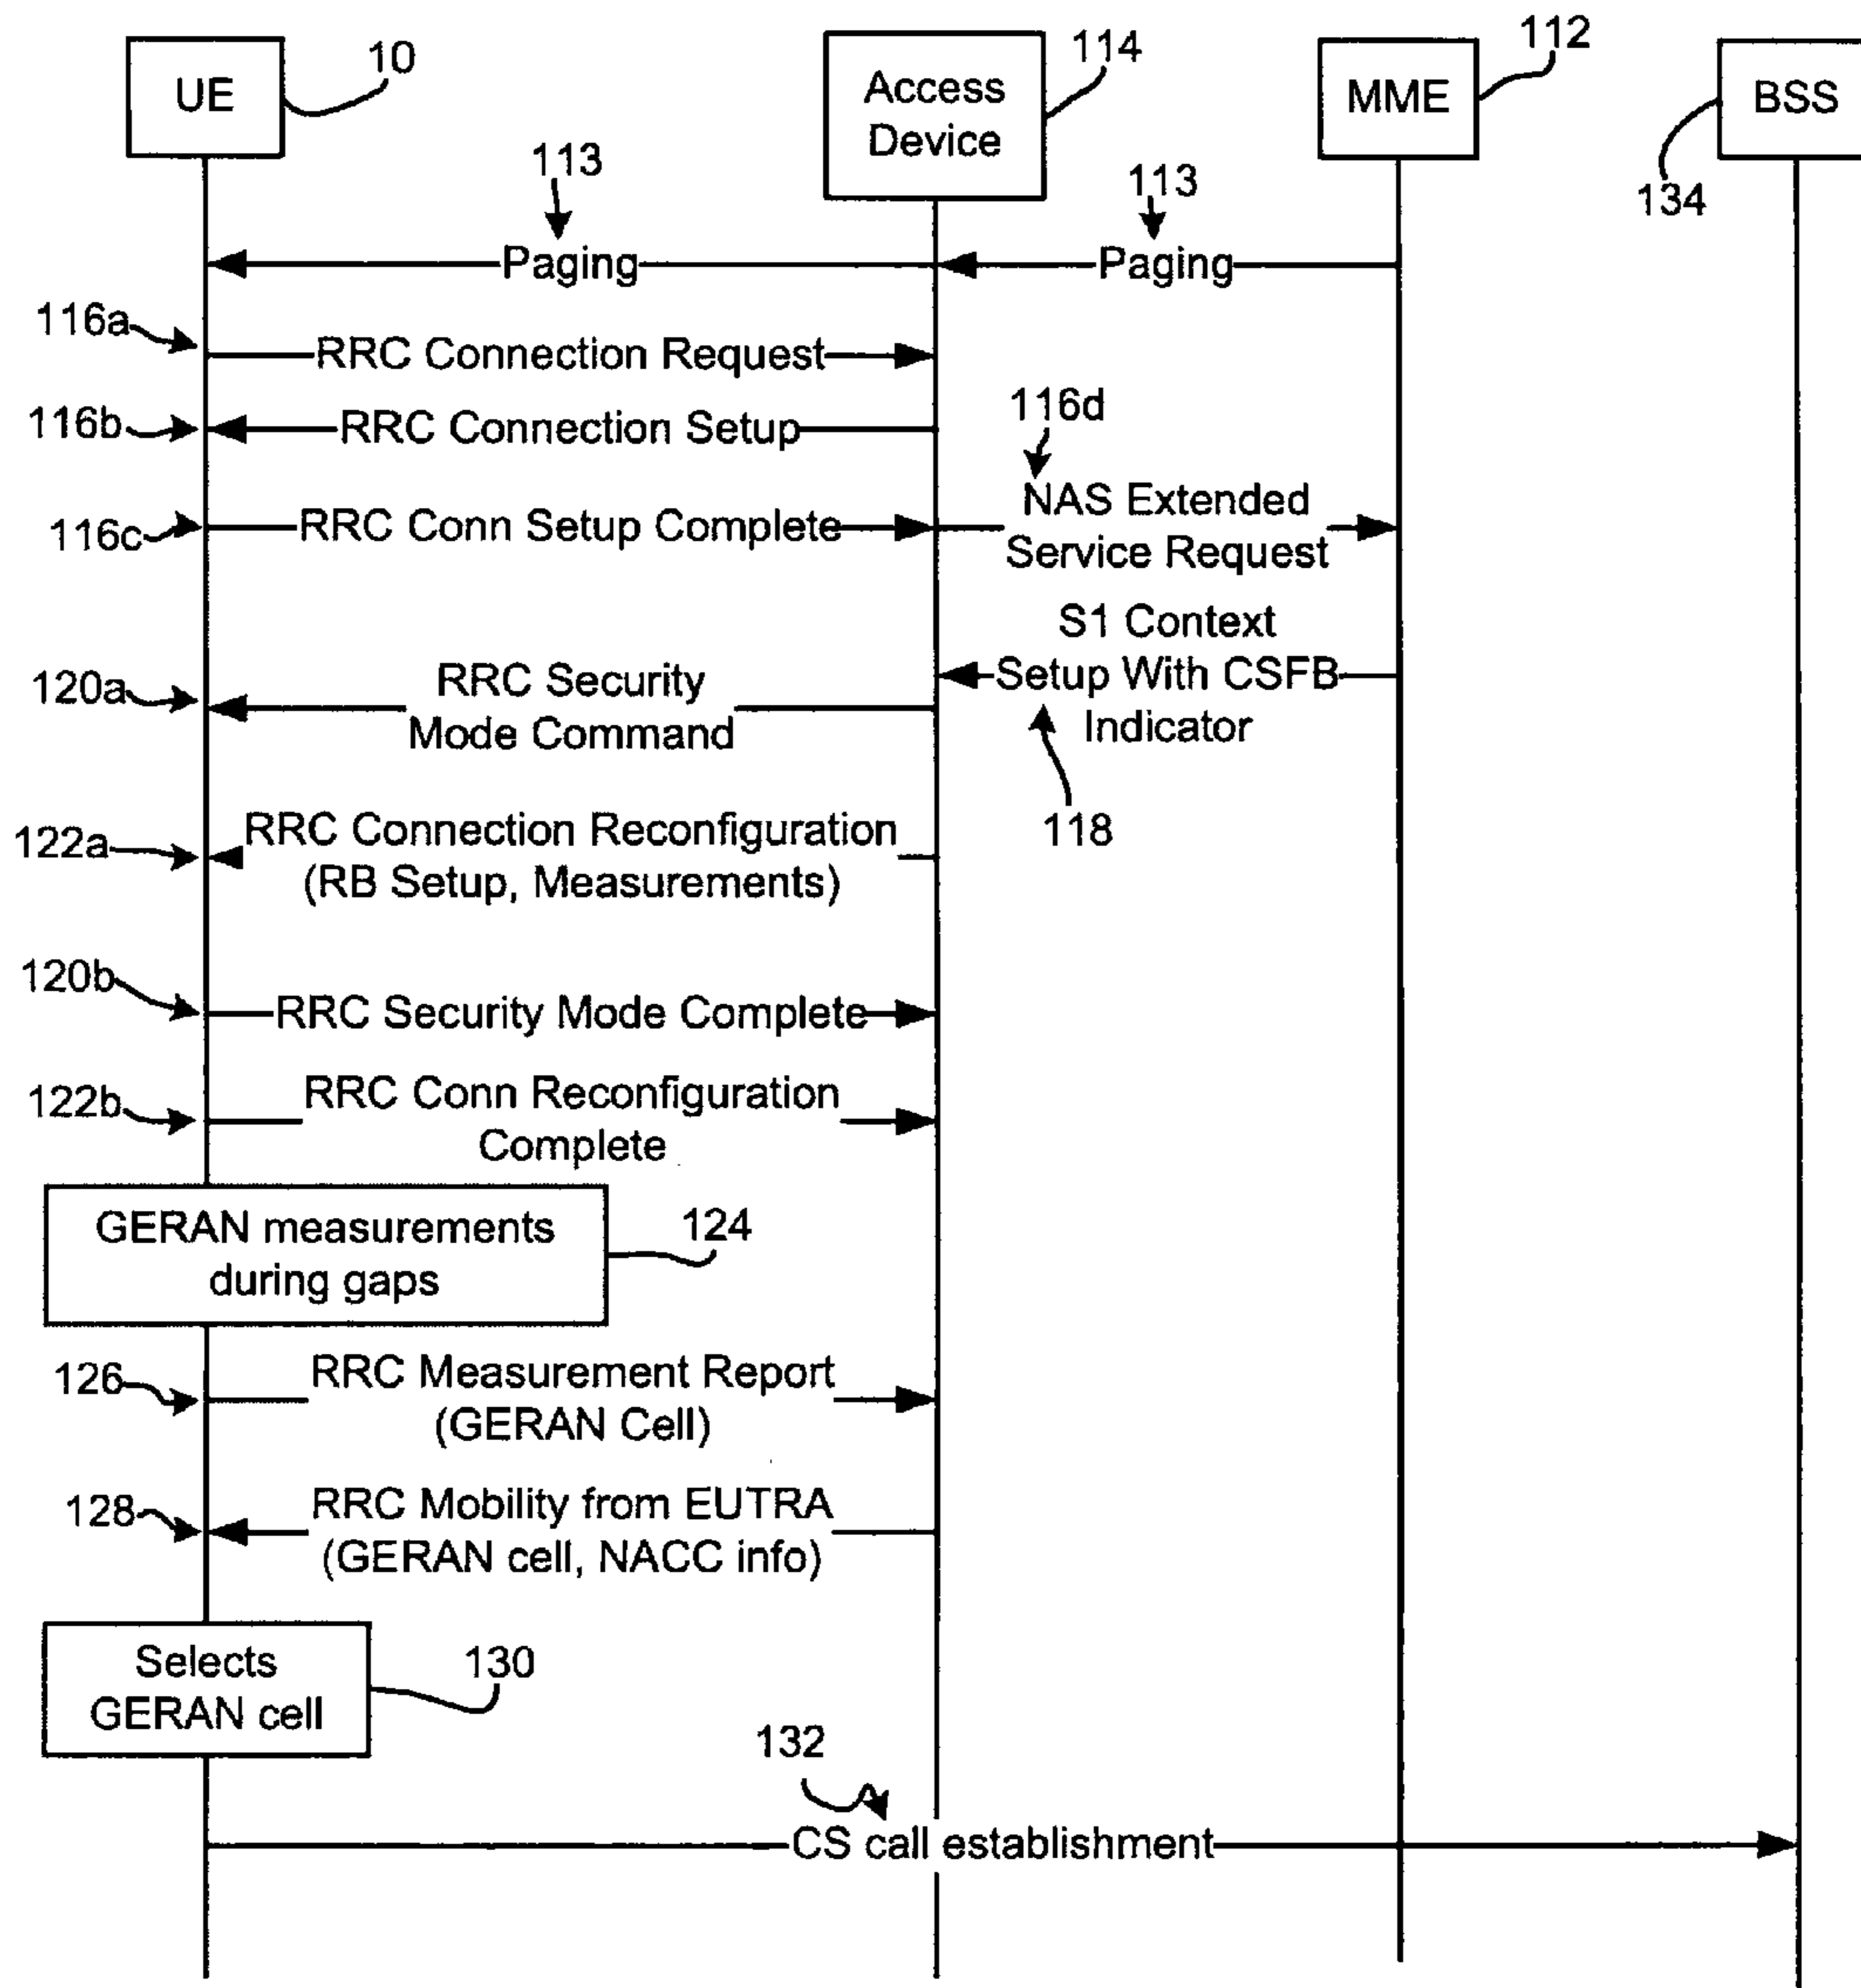 UE
10
Access
Device
114
MME
112
BSS
134
113
113
Paging
Paging
116a
RRC Connection Request
116b
RRC Connection Setup
116d
116c
RRC Conn Setup Complete
NAS Extended
Service Request
S1 Context
Setup With CSFB
Indicator
118
120a
RRC Security
Mode Command
122a
RRC Connection Reconfiguration
(RB Setup, Measurements)
120b
RRC Security Mode Complete
122b
RRC Conn Reconfiguration
Complete
GERAN measurements
during gaps
124
126
RRC Measurement Report
(GERAN Cell)
128
RRC Mobility from EUTRA
(GERAN cell, NACC info)
Selects
GERAN cell
130
132
CS call establishment